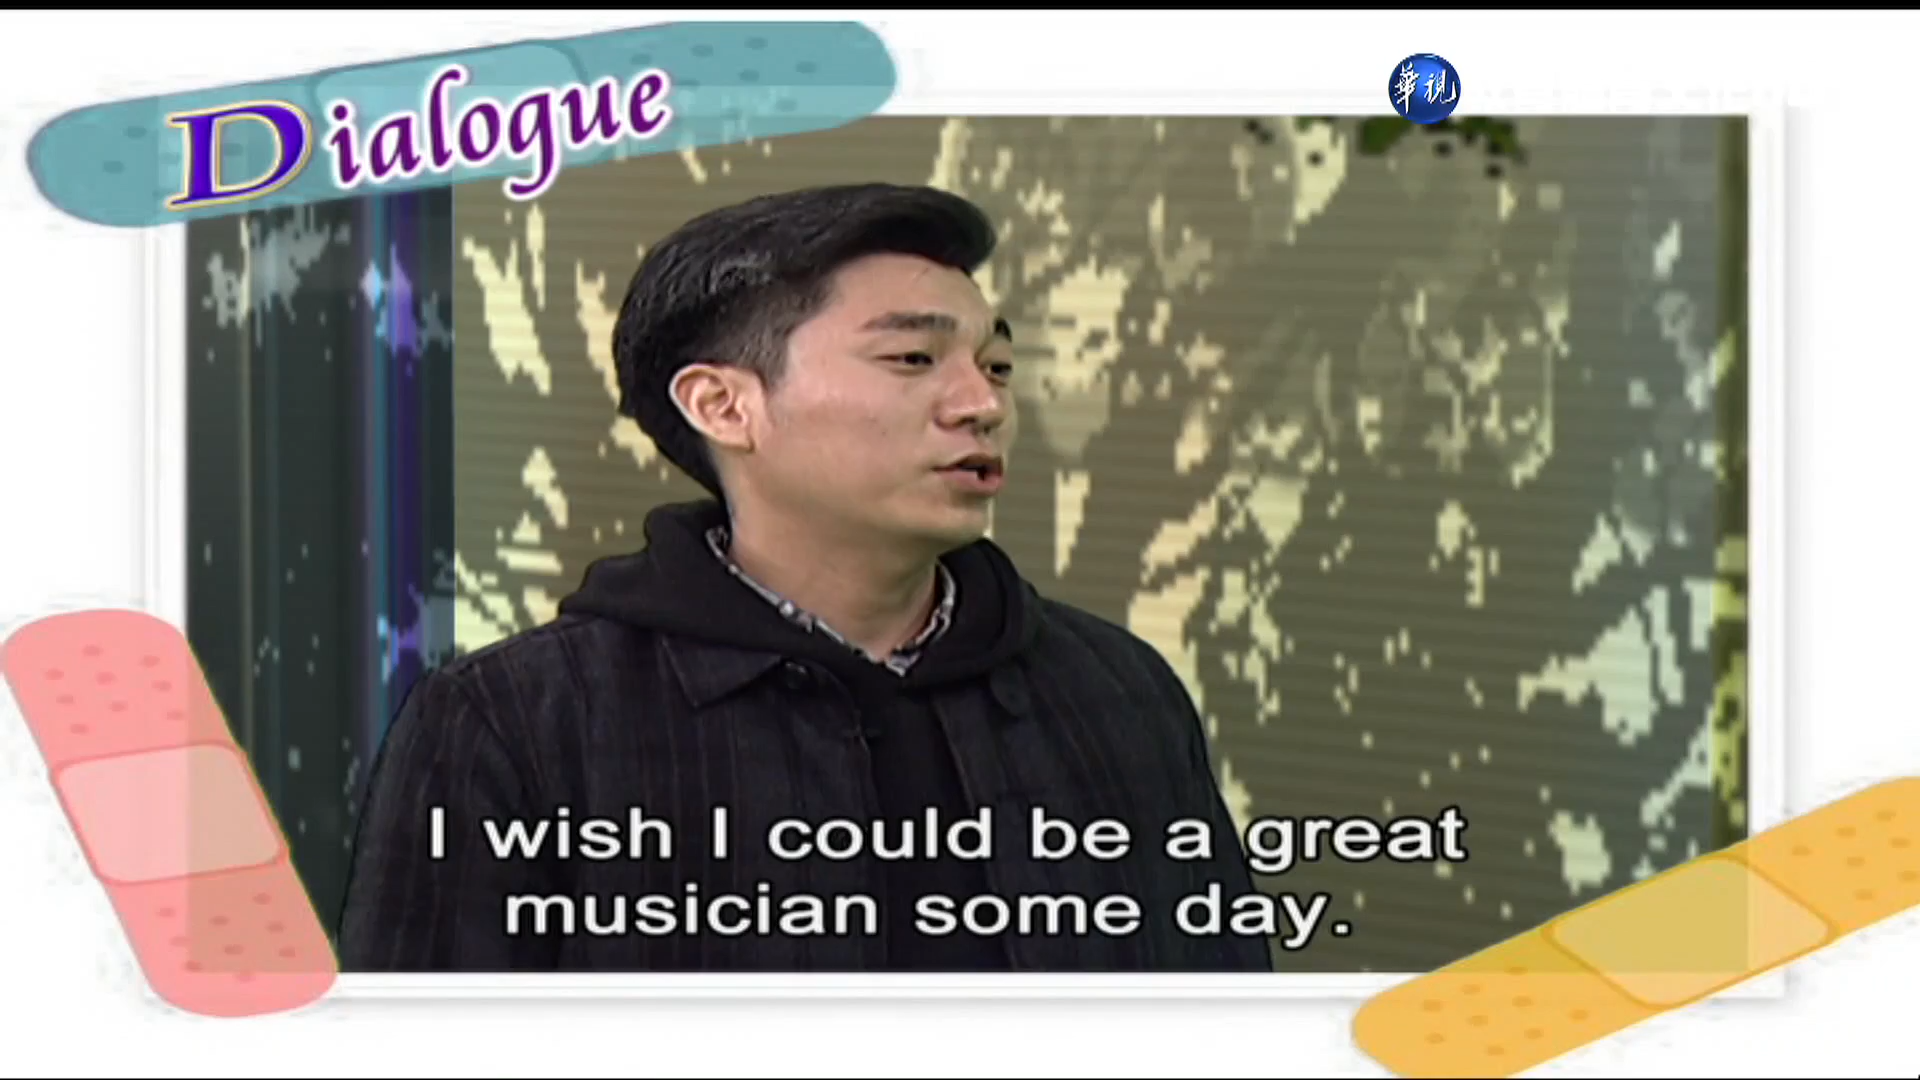 Dialogue
華視
I wish I could be a great
musician some day.